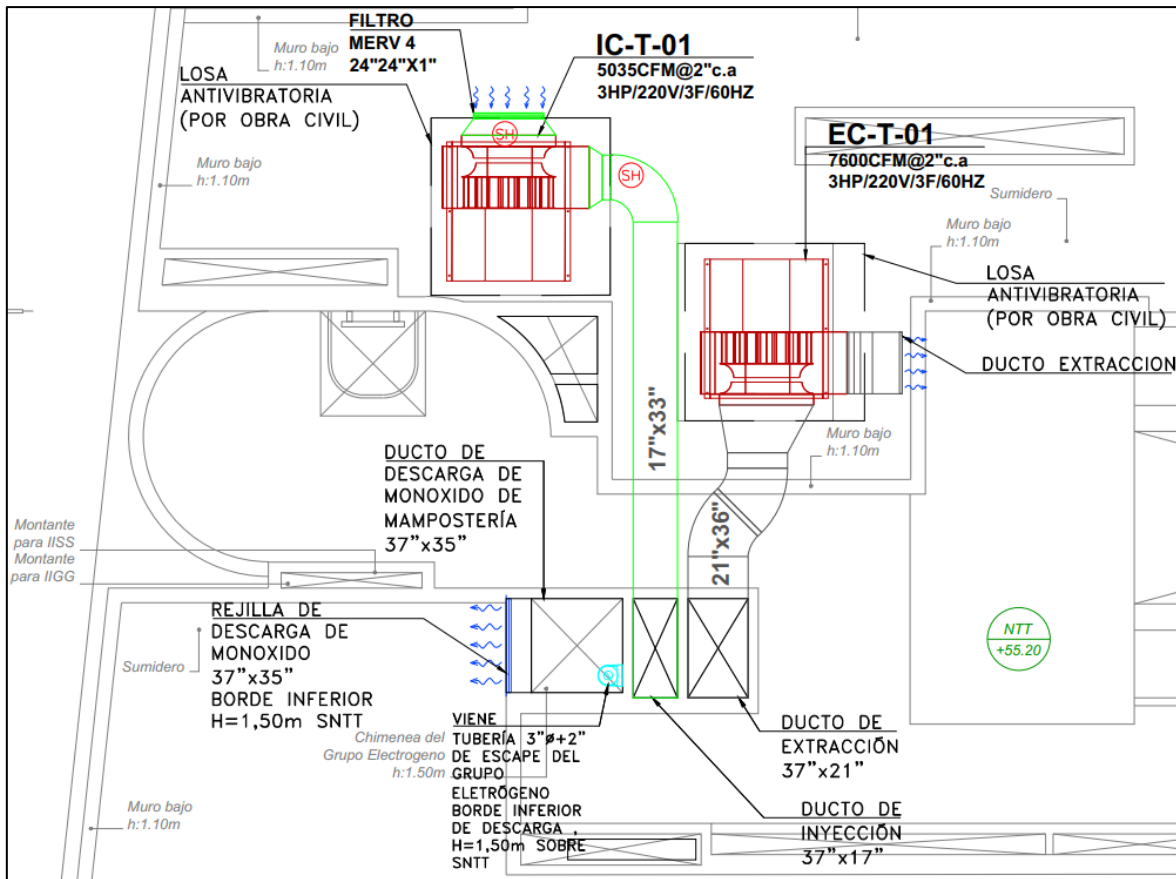 FILTRO
MERV 4
24"24"X1"
Muro bajo
h:1.10m
IC-T-01
5035CFM@2"c.a
3HP/220V/3F/60HZ
LOSA
ANTIVIBRATORIA
(POR OBRA CIVIL)
SH
SH
EC-T-01
7600CFM@2"c.a
3HP/220V/3F/60HZ
Muro bajo
h:1.10m
Sumidero
Muro bajo
h:1.10m
LOSA
ANTIVIBRATORIA
(POR OBRA CIVIL)
DUCTO EXTRACCION
17"x33"
Muro bajo
h:1.10m
DUCTO DE
DESCARGA DE
MONOXIDO DE
MAMPOSTERÍA
37"x35"
21"x36"
Montante
para IISS
Montante
para IIGG
REJILLA DE
DESCARGA DE
MONOXIDO
37"x35"
BORDE INFERIOR
H=1,50m SNTT
Sumidero
NTT
+55.20
VIENE
TUBERÍA 3"ø+2"
DE ESCAPE DEL
GRUPO
ELETRÓGENO
BORDE INFERIOR
DE DESCARGA ,
H=1,50m SOBRE
SNTT
Chimenea del
Grupo Electrogeno
h:1.50m
DUCTO DE
EXTRACCIÓN
37"x21"
DUCTO DE
INYECCIÓN
37"x17"
Muro bajo
h:1.10m